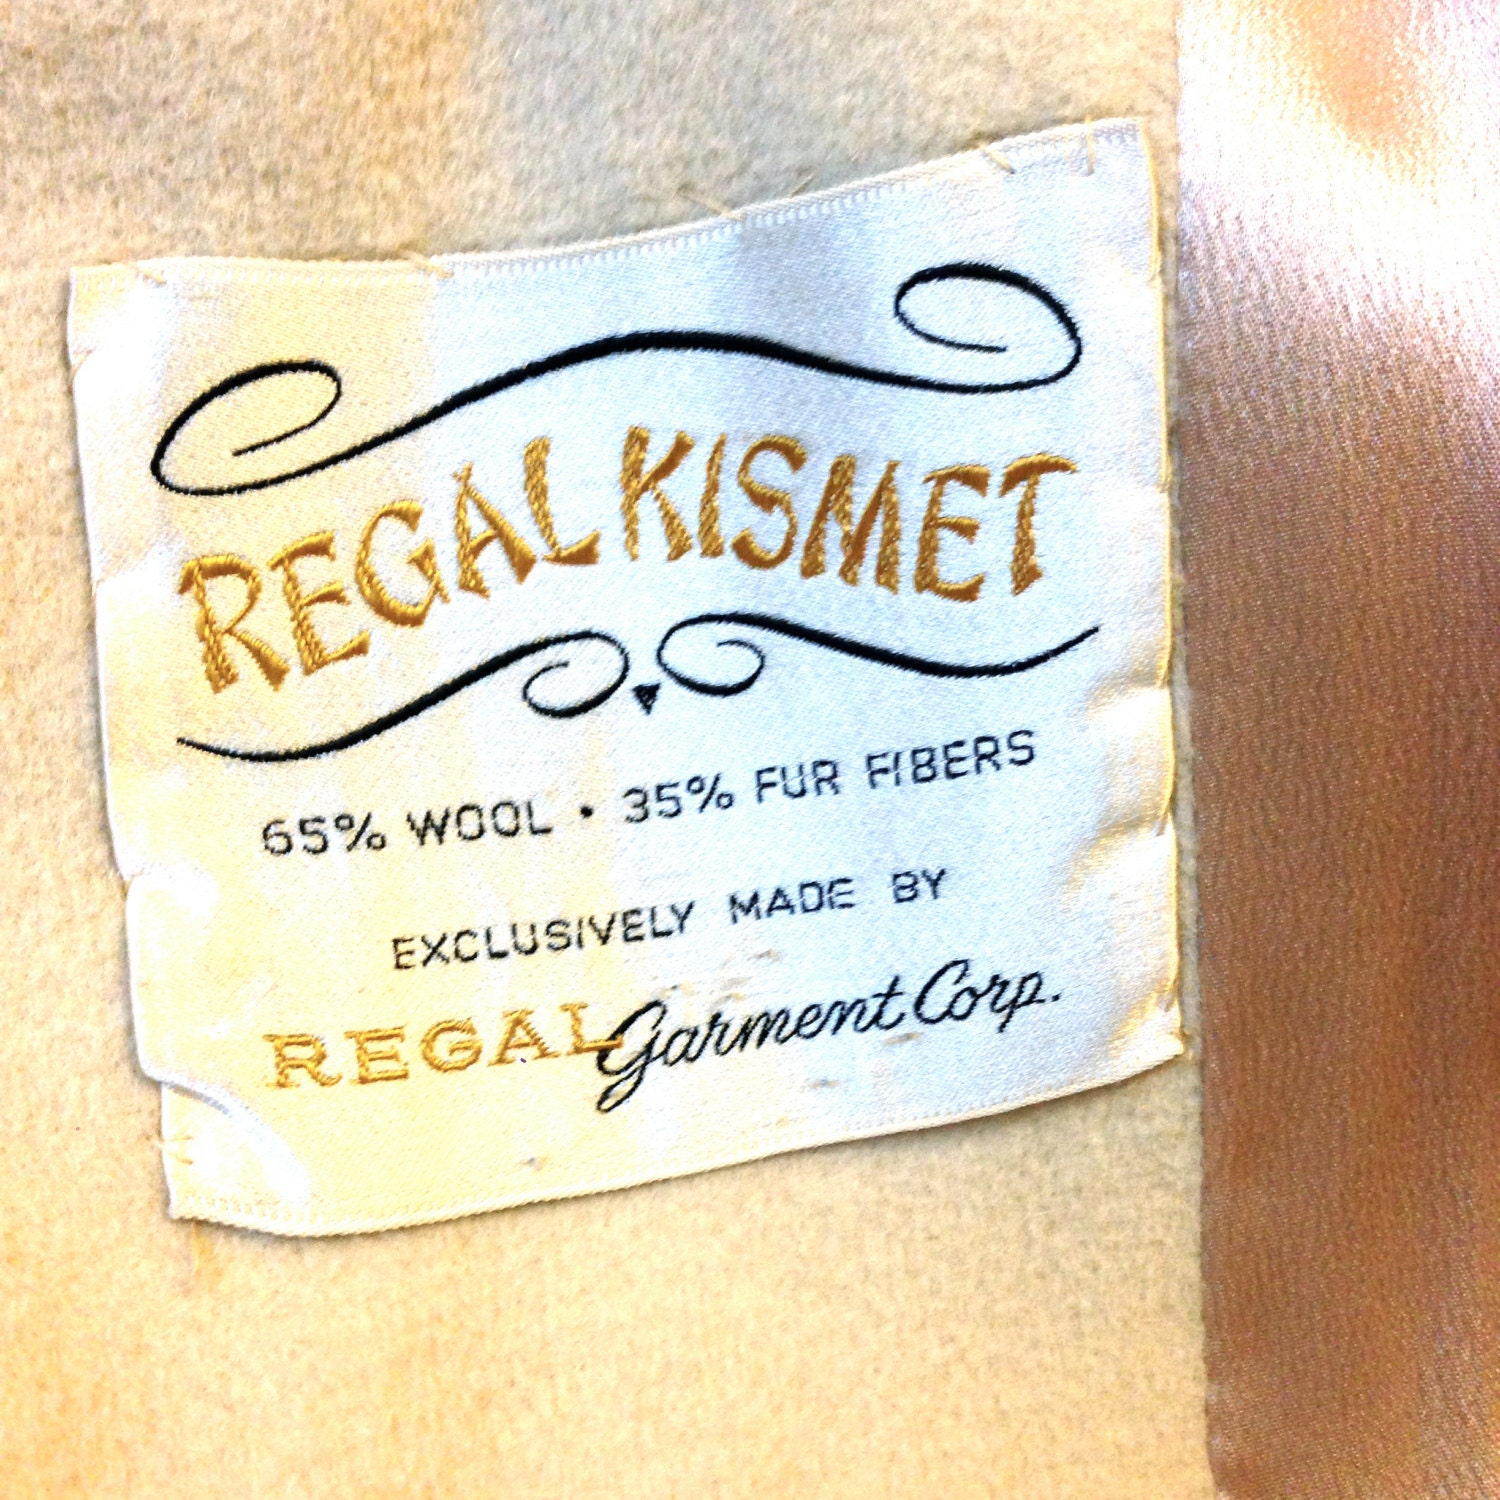 REGAL KISMET
65% WOOL • 35% FUR FIBERS
EXCLUSIVELY MADE BY
REGAL Garment Corp.